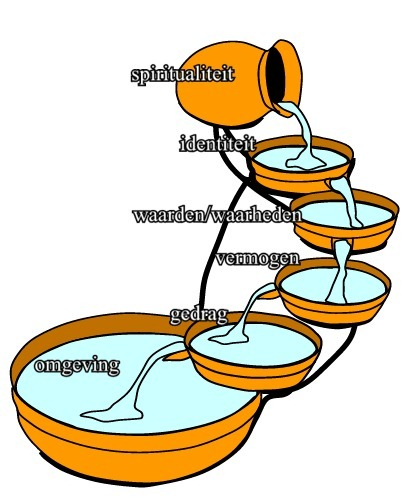 spiritualiteit
identiteit
waarden/waarheden
vermogen
gedrag
omgeving